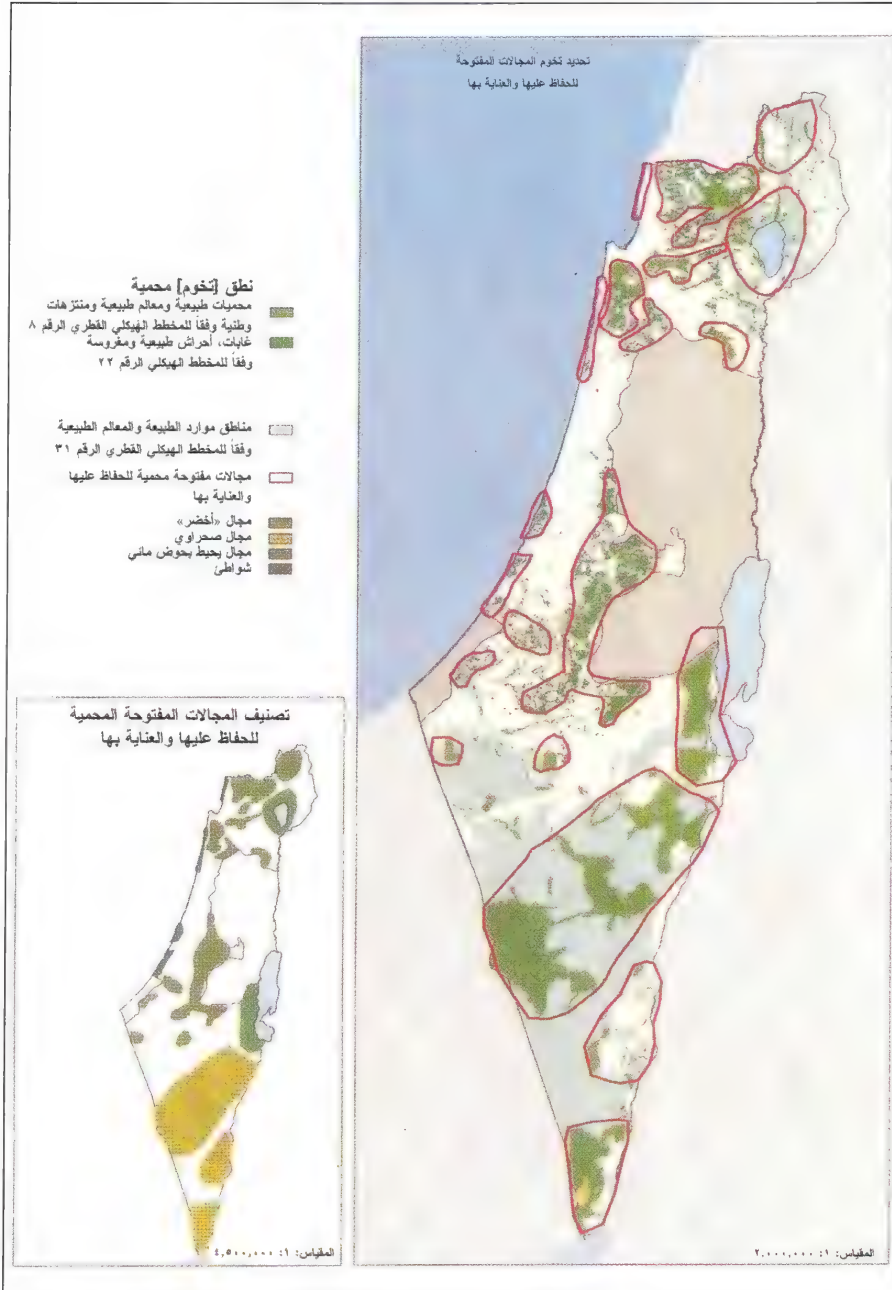 تحديد تخوم المجالات المفتوحة
للحفاظ عليها والعناية بها
نطق [تخوم] محمية
محميات طبيعية ومعالم طبيعية ومنتزهات
وطنية وفقاً للمخطط الهيكلي القطري الرقم ٨
غابات، أحراش طبيعية ومغروسة
وفقاً للمخطط الهيكلي الرقم ٢٢
مناطق موارد الطبيعة والمعالم الطبيعية
وفقاً للمخطط الهيكلي القطري الرقم ٣١
مجالات مفتوحة محمية للحفاظ عليها
والعناية بها
مجال «أخضر»
مجال صحراوي
مجال يحيط بحوض مائي
شواطئ
تصنيف المجالات المفتوحة المحمية
للحفاظ عليها والعناية بها
المقياس: ١: ٤,٥٠٠,٠٠٠
المقياس: ١: ٢,٠٠٠,٠٠٠